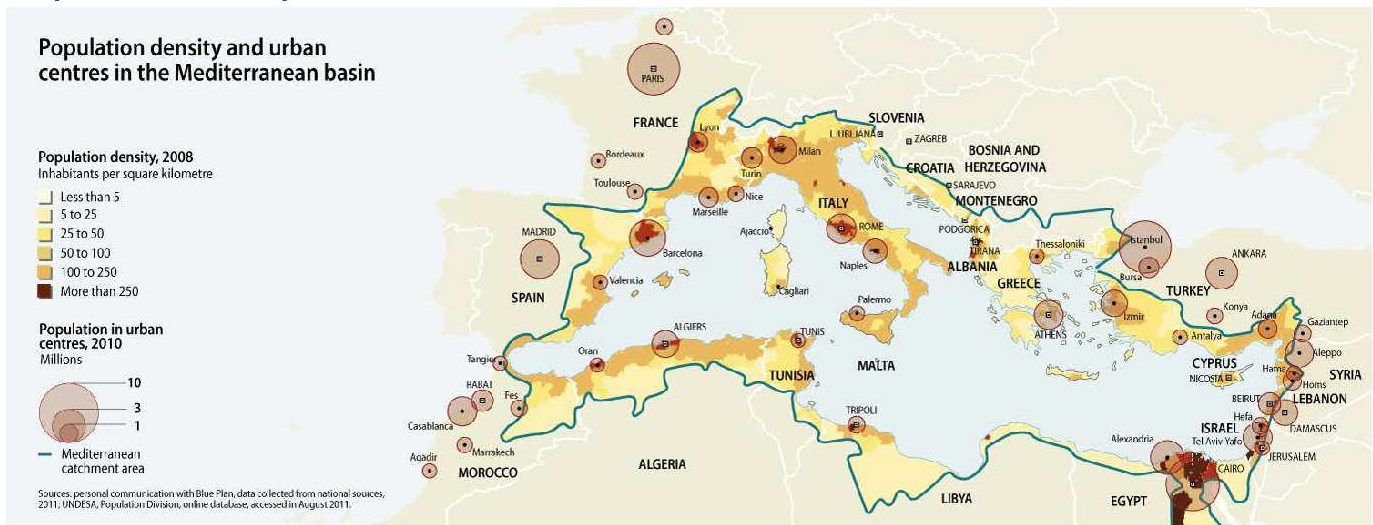 Population density and urban
centres in the Mediterranean basin
Population density, 2008
Inhabitants per square kilometre
Less than 5
5 to 25
25 to 50
50 to 100
100 to 250
More than 250
Population in urban
centres, 2010
Millions
10
3
1
Mediterranean
catchment area
Sources: personal communication with Blue Plan, data collected from national sources,
2011; UNDESA, Population Division, online database, accessed in August 2011.
PARIS
FRANCE
Lyon
Bordeaux
Toulouse
Turin
Milan
Marseille
Nice
SLOVENIA
LJUBLJANA
ZAGREB
BOSNIA AND
HERZEGOVINA
CROATIA
SARAJEVO
MONTENEGRO
PODGORICA
TIRANA
ALBANIA
ITALY
ROME
Naples
Ajaccio
Cagliari
Palermo
MADRID
SPAIN
Barcelona
Valencia
Thessaloniki
GREECE
ATHENS
Istanbul
Bursa
ANKARA
TURKEY
Izmir
Konya
Antalya
Adana
Gaziantep
Aleppo
CYPRUS
NICOSIA
Hama
Homs
SYRIA
BEIRUT
LEBANON
DAMASCUS
Hefa
ISRAEL
Tel Aviv Yafo
JERUSALEM
Alexandria
CAIRO
EGYPT
MALTA
ALGIERS
Oran
TUNIS
TUNISIA
TRIPOLI
LIBYA
ALGERIA
Tangier
RABAT
Fes
Casablanca
Marrakech
Agadir
MOROCCO